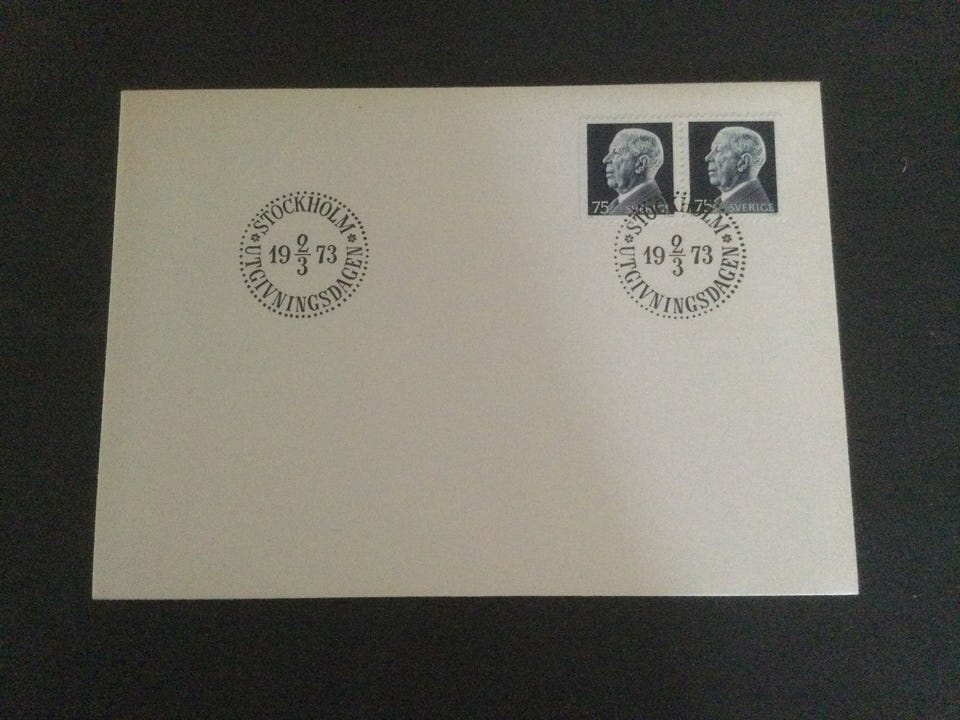 75 SVERIGE
75 SVERIGE
STOCKHOLM
19 2/3 73
UTGIVNINGSDAGEN
STOCKHOLM
19 2/3 73
UTGIVNINGSDAGEN